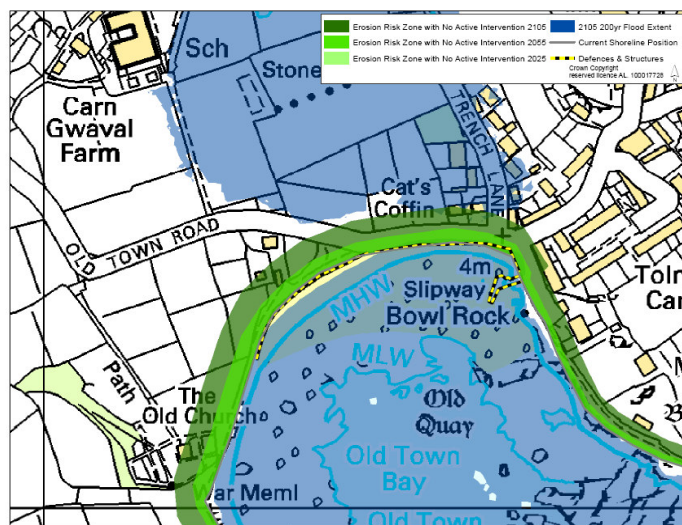 Erosion Risk Zone with No Active Intervention 2105
Erosion Risk Zone with No Active Intervention 2055
Erosion Risk Zone with No Active Intervention 2025
2105 200yr Flood Extent
Current Shoreline Position
Defences & Structures
Crown Copyright
reserved licence AL. 100017728
N
Sch
Stone
Carn
Gwaval
Farm
TRENCH LANE
Cat's
Coffin
OLD TOWN ROAD
4m
Slipway
Bowl Rock
MHW
MLW
Path
The
Old Church
Old
Quay
Old Town
Bay
War Meml
Old Town